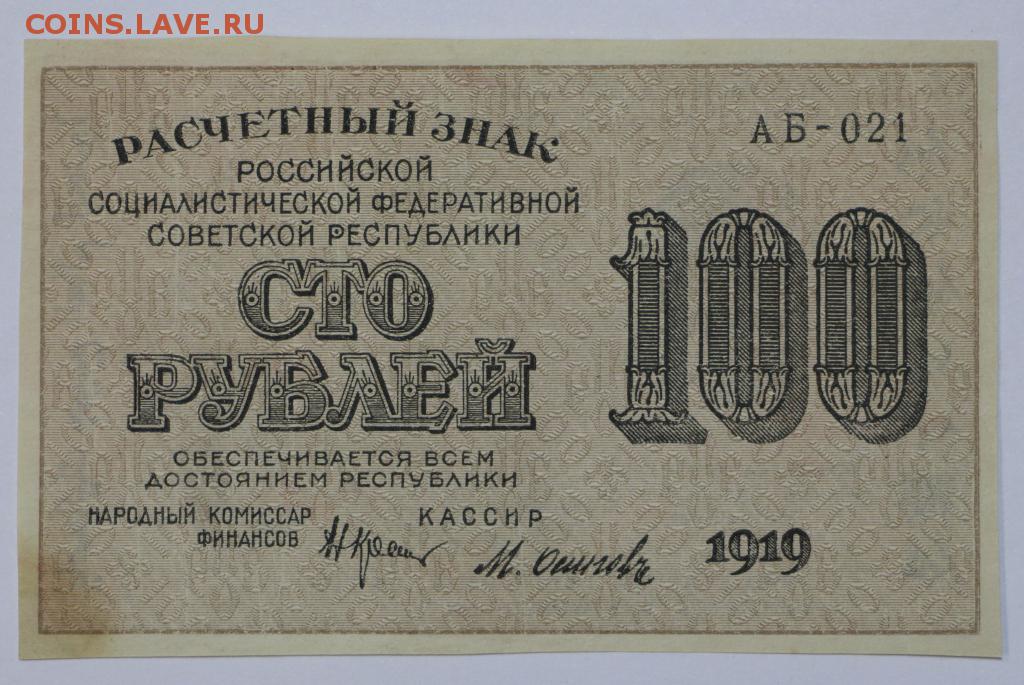 COINS.LAVE.RU
РАСЧЕТНЫЙ ЗНАК
РОССИЙСКОЙ
СОЦИАЛИСТИЧЕСКОЙ ФЕДЕРАТИВНОЙ
СОВЕТСКОЙ РЕСПУБЛИКИ
СТО
РУБЛЕЙ
ОБЕСПЕЧИВАЕТСЯ ВСЕМ
ДОСТОЯНИЕМ РЕСПУБЛИКИ
НАРОДНЫЙ КОМИССАР
ФИНАНСОВ
КАССИР
М. Осиповъ
АБ-021
100
1919